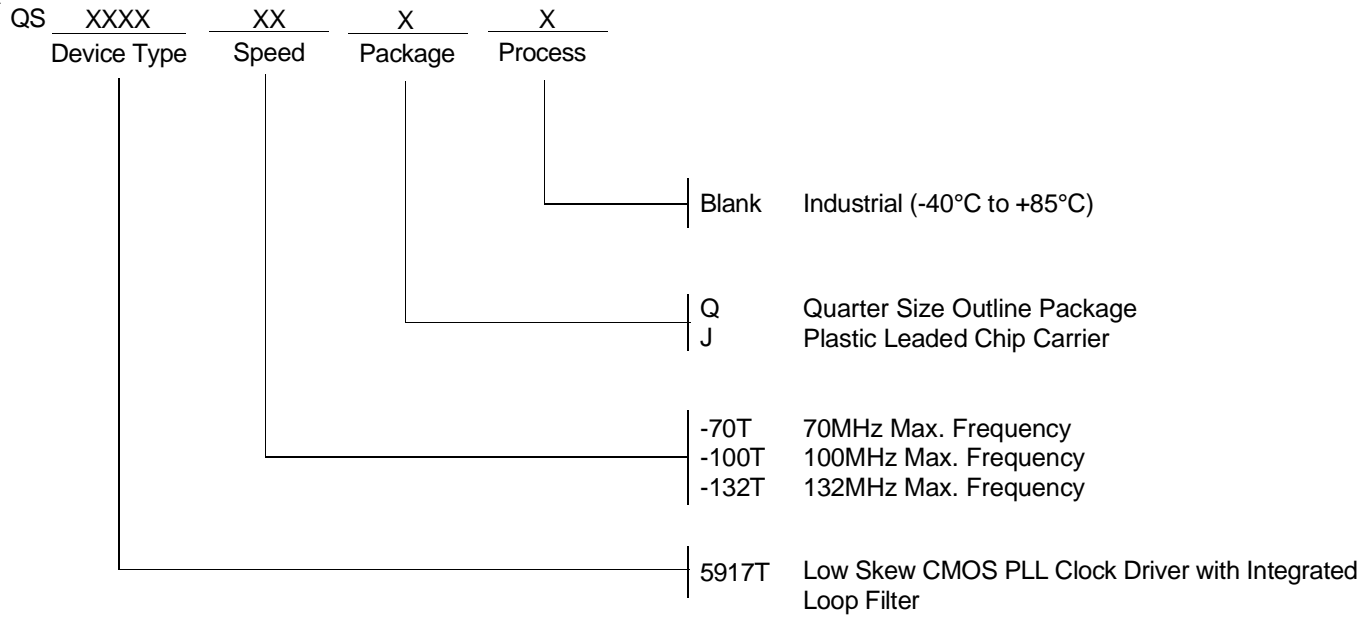 QS XXXX XX X X
Device Type Speed Package Process
Blank Industrial (-40°C to +85°C)
Q Quarter Size Outline Package
J Plastic Leaded Chip Carrier
-70T 70MHz Max. Frequency
-100T 100MHz Max. Frequency
-132T 132MHz Max. Frequency
5917T Low Skew CMOS PLL Clock Driver with Integrated
Loop Filter